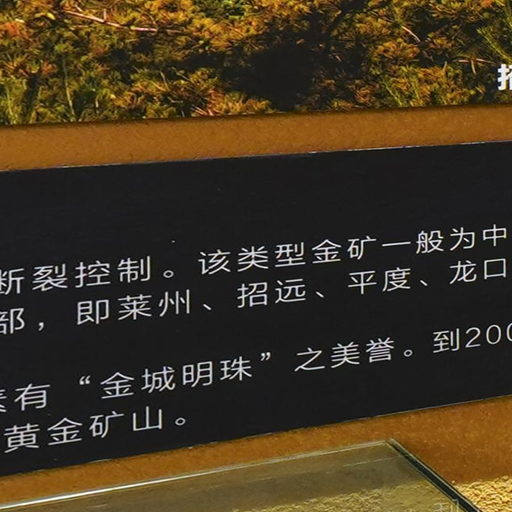 招
断裂控制。该类型金矿一般为中
部，即莱州、招远、平度、龙口
素有“金城明珠”之美誉。到200
黄金矿山。